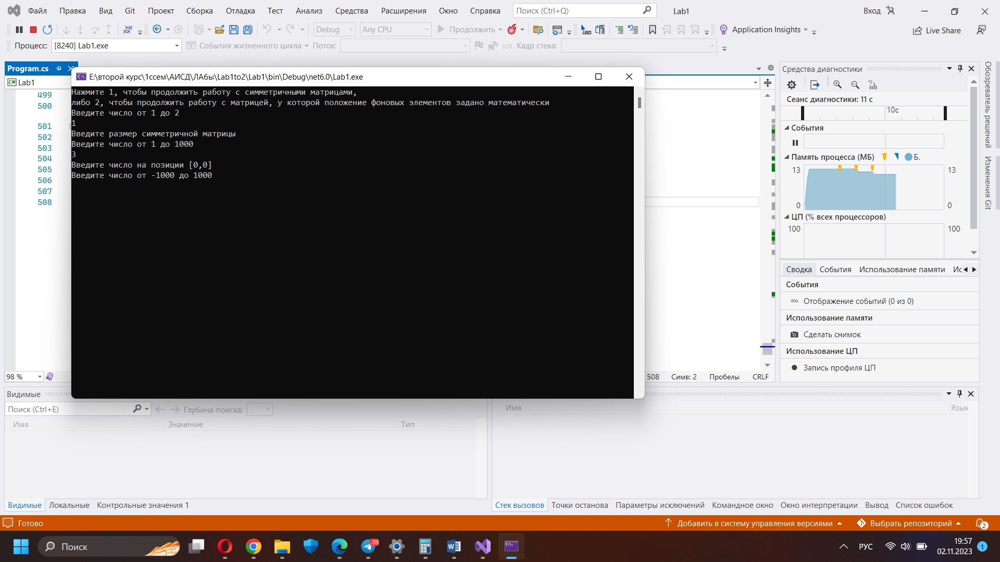 Файл Правка Вид Git Проект Сборка Отладка Тест Анализ Средства Расширения Окно Справка Поиск (Ctrl+Q) Lab1 Вход
Debug Any CPU Продолжить Application Insights Live Share
Процесс: [8240] Lab1.exe События жизненного цикла Поток: Кадр стека:
Program.cs
Lab1
499
500
501
502
503
504
505
506
507
508
98 %
E:\второй курс\1ссем\АИСД\ЛАбы\Lab1to2\Lab1\bin\Debug\net6.0\Lab1.exe
Нажмите 1, чтобы продолжить работу с симметричными матрицами,
либо 2, чтобы продолжить работу с матрицей, у которой положение фоновых элементов задано математически
Введите число от 1 до 2
1
Введите размер симметричной матрицы
Введите число от 1 до 1000
3
Введите число на позиции [0,0]
Введите число от -1000 до 1000
508 Симв: 2 Пробелы CRLF
Средства диагностики
Сеанс диагностики: 11 с
10с
События
Память процесса (МБ) Б.
13 13
0 0
ЦП (% всех процессоров)
100 100
Сводка События Использование памяти Ис
События
Отображение событий (0 из 0)
Использование памяти
Сделать снимок
Использование ЦП
Запись профиля ЦП
Обозреватель решений
Изменения Git
Видимые
Поиск (Ctrl+E) Глубина поиска:
Имя Значение Тип
Имя Язык
Видимые Локальные Контрольные значения 1
Стек вызовов Точки останова Параметры исключений Командное окно Окно интерпретации Вывод Список ошибок
Готово Добавить в систему управления версиями Выбрать репозиторий 2
Поиск .09 РУС 19:57
02.11.2023 1